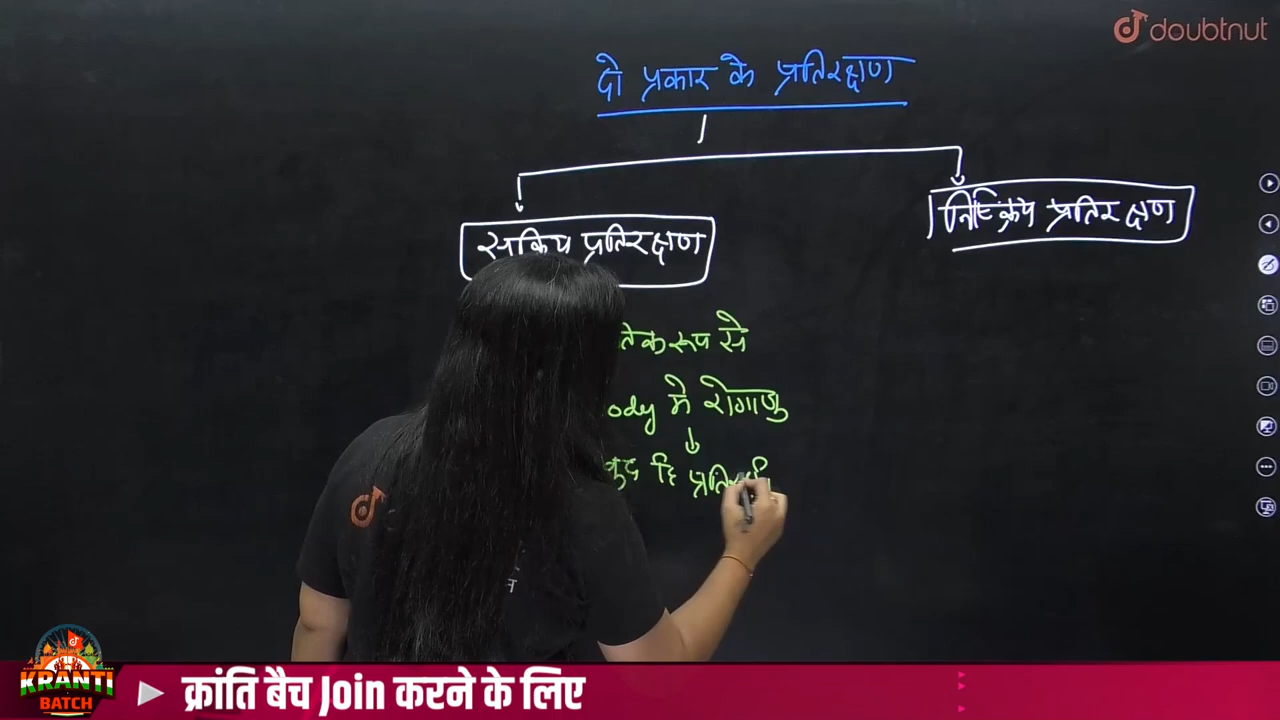 doubtnut
दो प्रकार के प्रतिरक्षण
सक्रिय प्रतिरक्षण
निष्क्रिय प्रतिरक्षण
रूप से
में रोगाणु
KRANTI
BATCH
क्रांति बैच Join करने के लिए